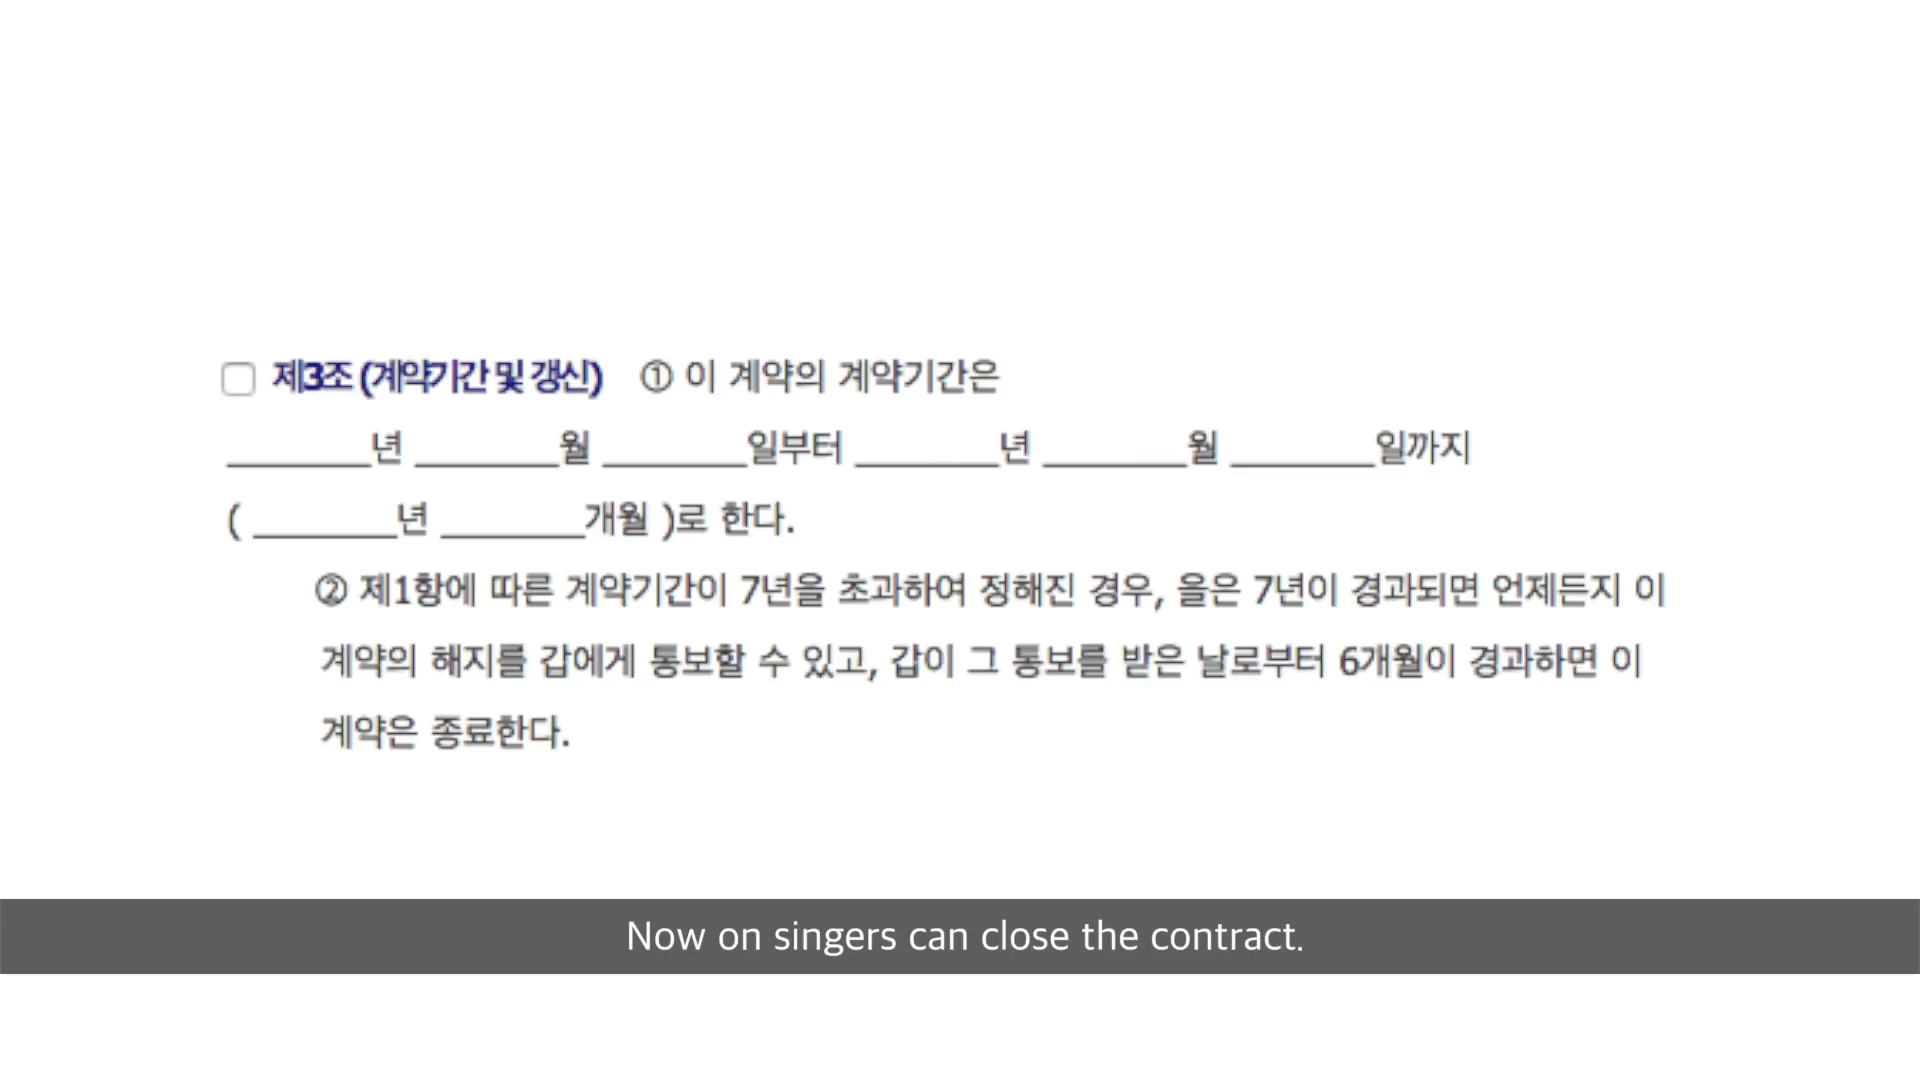 제3조 (계약기간 및 갱신) ① 이 계약의 계약기간은
________년 ________월 ________일부터 ________년 ________월 ________일까지
( ________년 ________개월 )로 한다.
② 제1항에 따른 계약기간이 7년을 초과하여 정해진 경우, 을은 7년이 경과되면 언제든지 이
계약의 해지를 갑에게 통보할 수 있고, 갑이 그 통보를 받은 날로부터 6개월이 경과하면 이
계약은 종료한다.
Now on singers can close the contract.